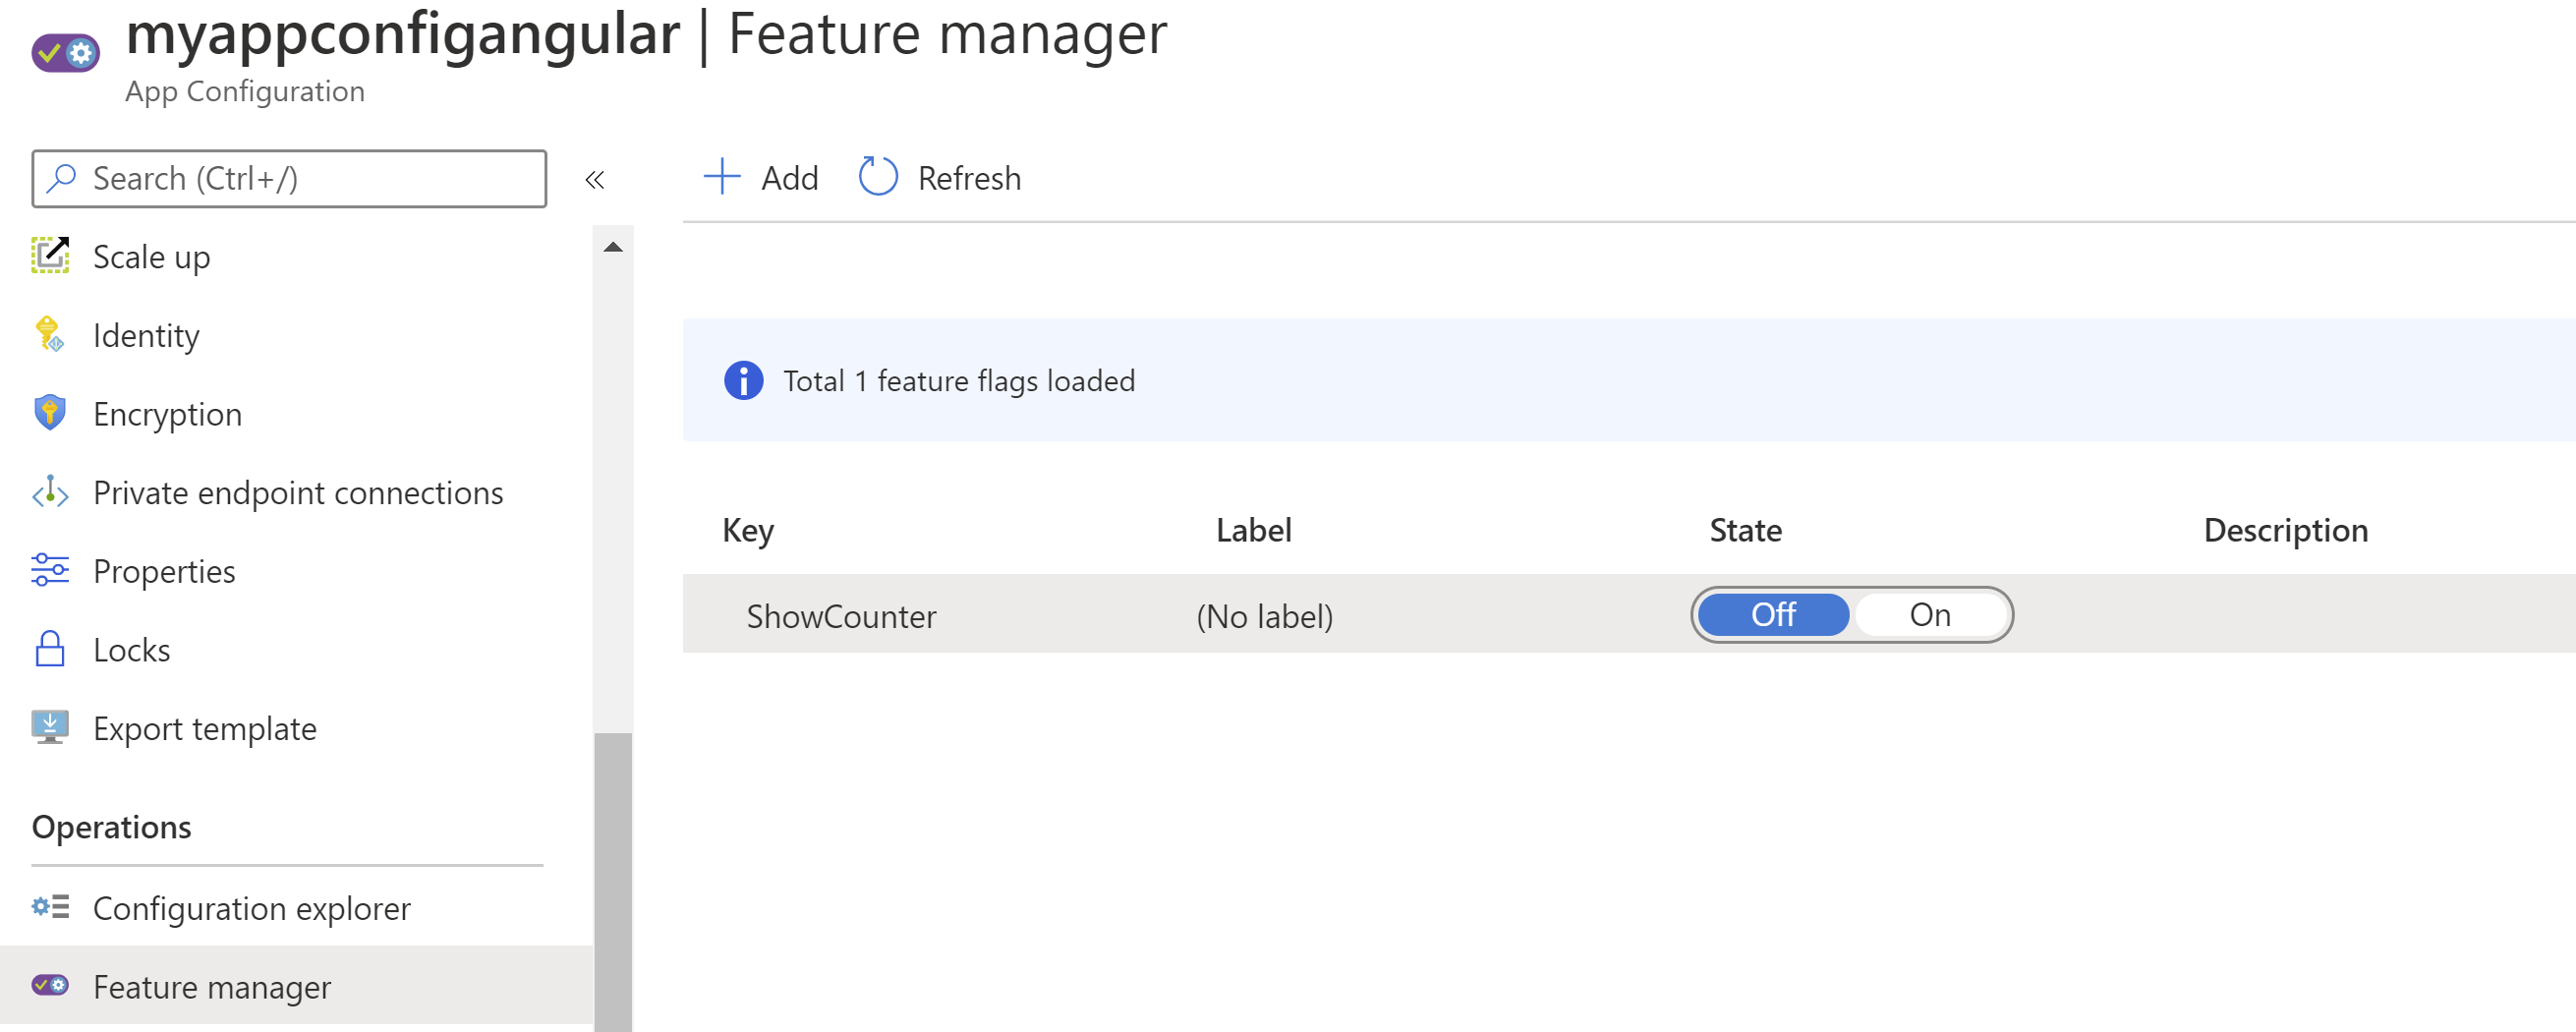 myappconfigangular | Feature manager
App Configuration
Search (Ctrl+/)
Scale up
Identity
Encryption
Private endpoint connections
Properties
Locks
Export template
Operations
Configuration explorer
Feature manager
Add Refresh
Total 1 feature flags loaded
Key Label State Description
ShowCounter (No label) Off On